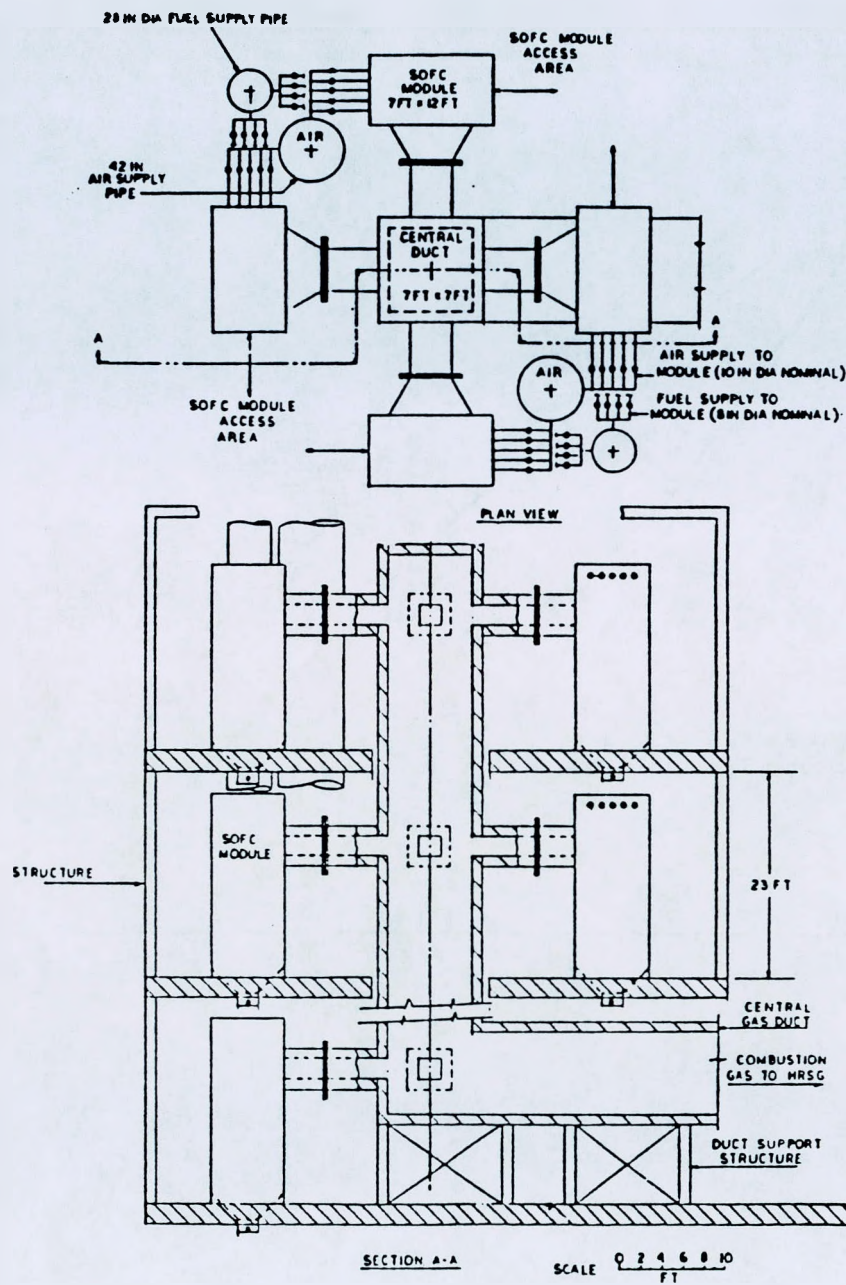 28 IN DIA FUEL SUPPLY PIPE
SOFC MODULE
ACCESS
AREA
SOFC
MODULE
7FT × 12FT
AIR
42 IN
AIR SUPPLY
PIPE
CENTRAL
DUCT
7FT × 7FT
A
A
AIR
AIR SUPPLY TO
MODULE (10 IN DIA NOMINAL)
FUEL SUPPLY TO
MODULE (8IN DIA NOMINAL)
SOFC MODULE
ACCESS
AREA
PLAN VIEW
SOFC
MODULE
STRUCTURE
23 FT
CENTRAL
GAS DUCT
COMBUSTION
GAS TO HRSG
DUCT SUPPORT
STRUCTURE
SECTION A-A
SCALE
0 2 4 6 8 10
FT